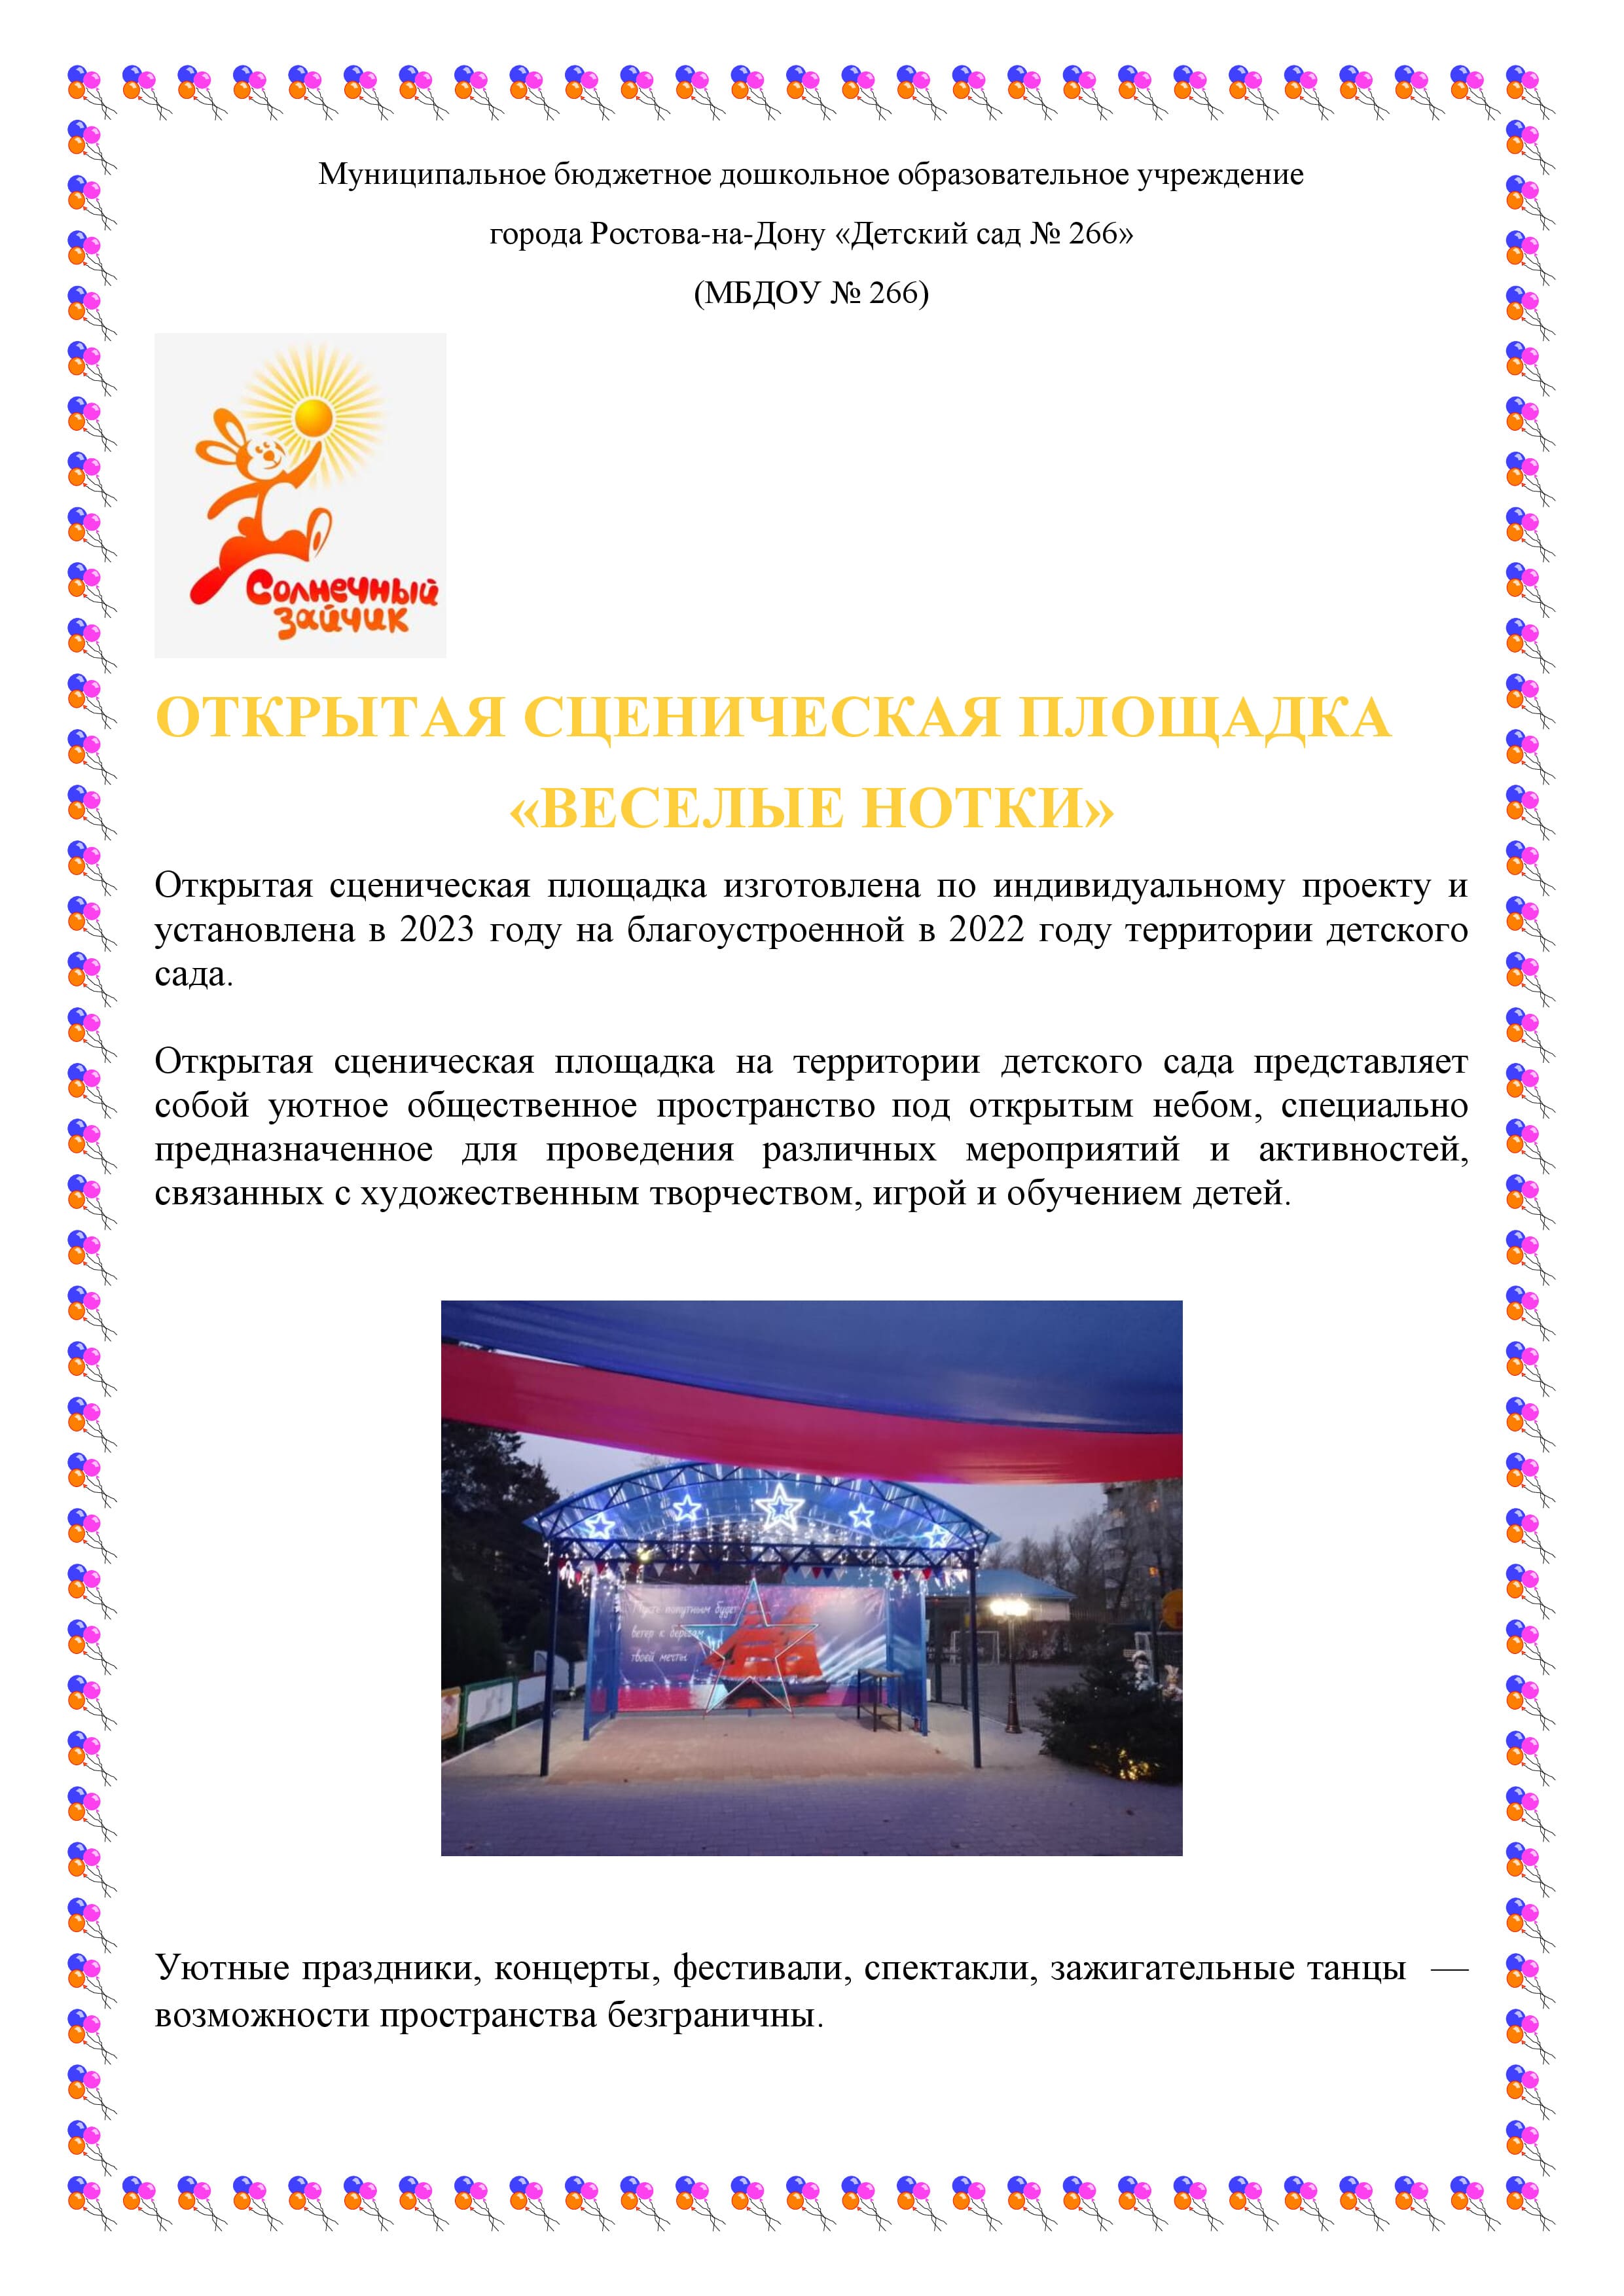 Муниципальное бюджетное дошкольное образовательное учреждение
города Ростова-на-Дону «Детский сад № 266»
(МБДОУ № 266)
Солнечный
зайчик
ОТКРЫТАЯ СЦЕНИЧЕСКАЯ ПЛОЩАДКА
«ВЕСЕЛЫЕ НОТКИ»
Открытая сценическая площадка изготовлена по индивидуальному проекту и
установлена в 2023 году на благоустроенной в 2022 году территории детского
сада.
Открытая сценическая площадка на территории детского сада представляет
собой уютное общественное пространство под открытым небом, специально
предназначенное для проведения различных мероприятий и активностей,
связанных с художественным творчеством, игрой и обучением детей.
Пусть попутным будет
ветер к берегам
твоей мечты
Уютные праздники, концерты, фестивали, спектакли, зажигательные танцы —
возможности пространства безграничны.